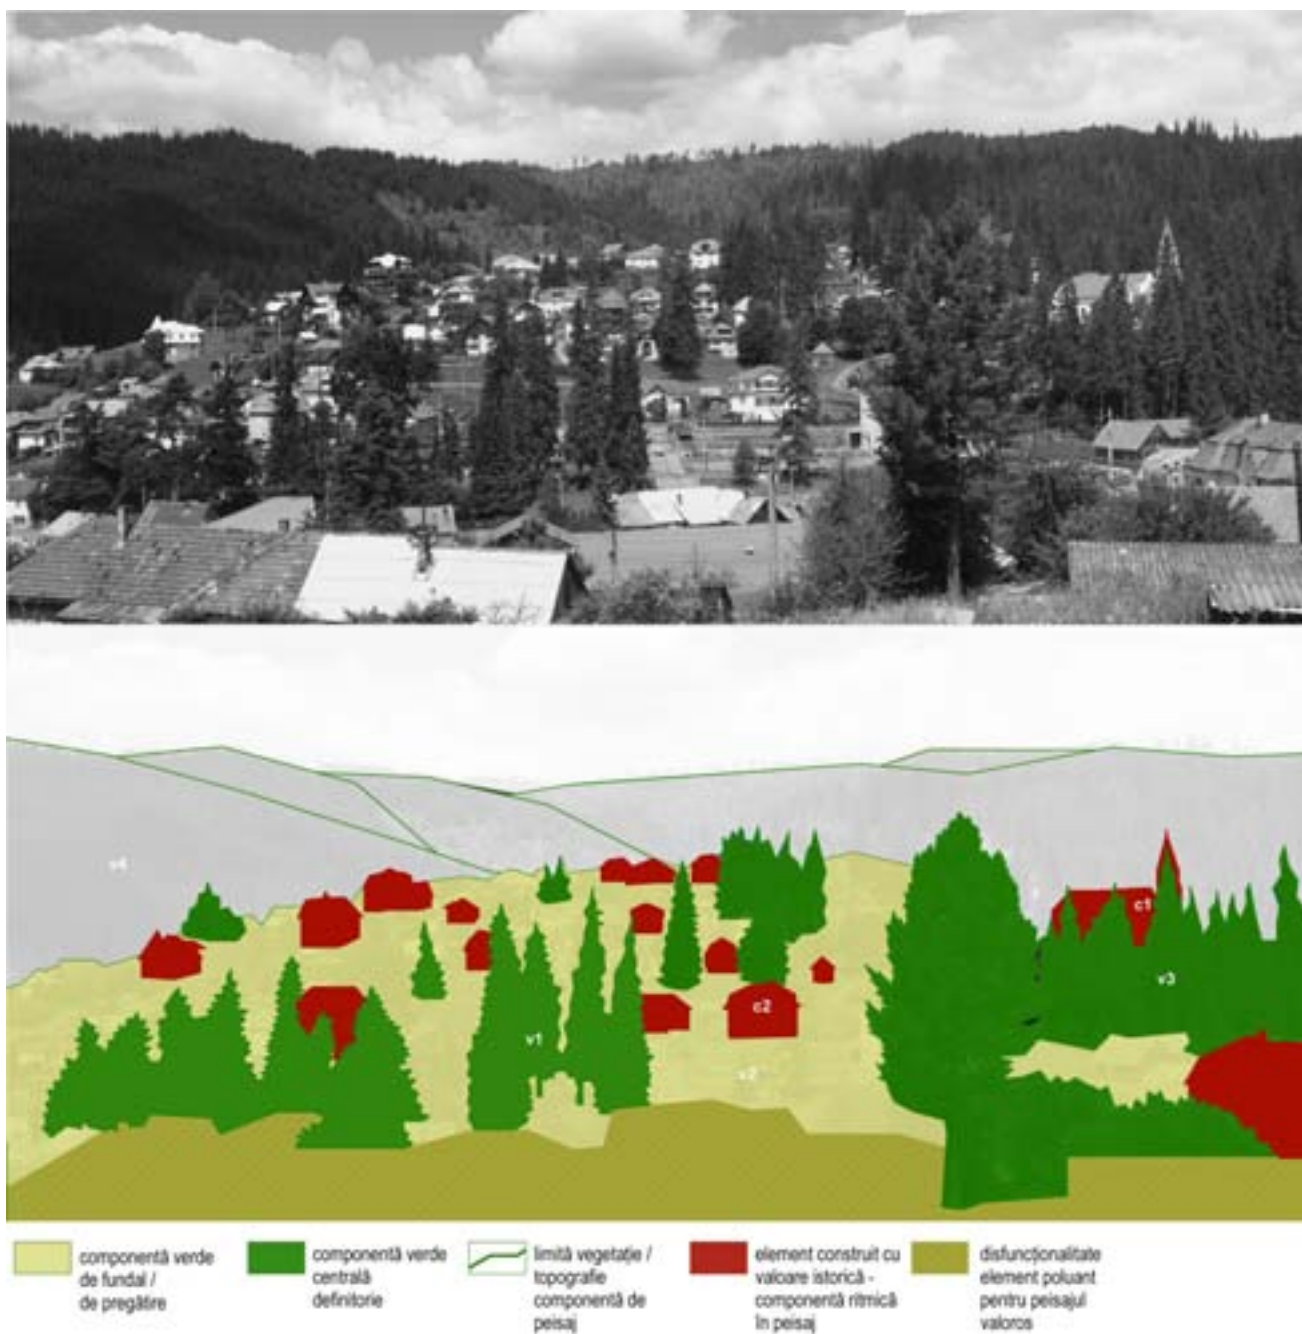 v4
c1
v3
c2
v1
v2
componentă verde
de fundal /
de pregătire
componentă verde
centrală
definitorie
limită vegetație /
topografie
componentă de
peisaj
element construit cu
valoare istorică -
componentă ritmică
în peisaj
disfuncționalitate
element poluant
pentru peisajul
valoros